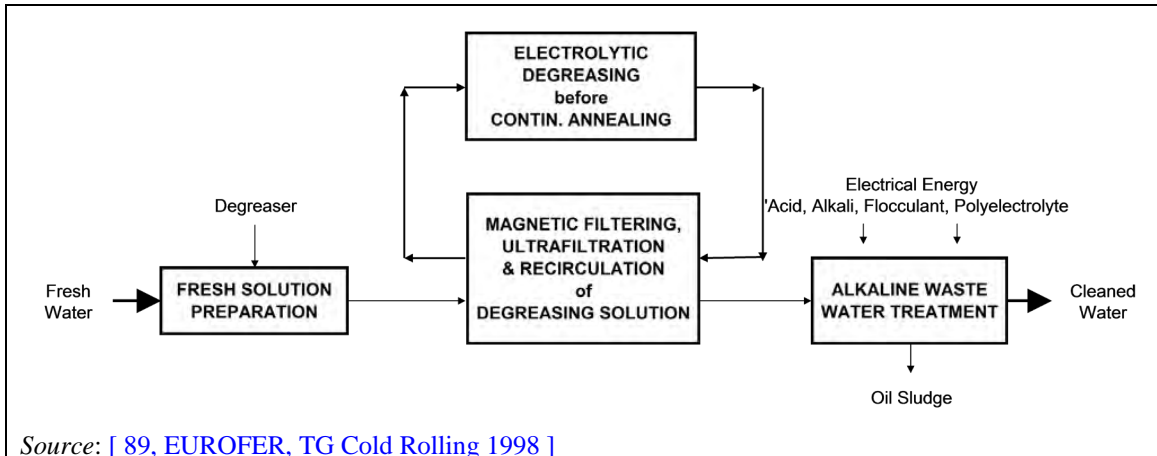 ELECTROLYTIC
DEGREASING
before
CONTIN. ANNEALING
Degreaser
Electrical Energy
'Acid, Alkali, Flocculant, Polyelectrolyte
Fresh
Water
FRESH SOLUTION
PREPARATION
MAGNETIC FILTERING,
ULTRAFILTRATION
& RECIRCULATION
of
DEGREASING SOLUTION
ALKALINE WASTE
WATER TREATMENT
Cleaned
Water
Oil Sludge
Source: [ 89, EUROFER, TG Cold Rolling 1998 ]